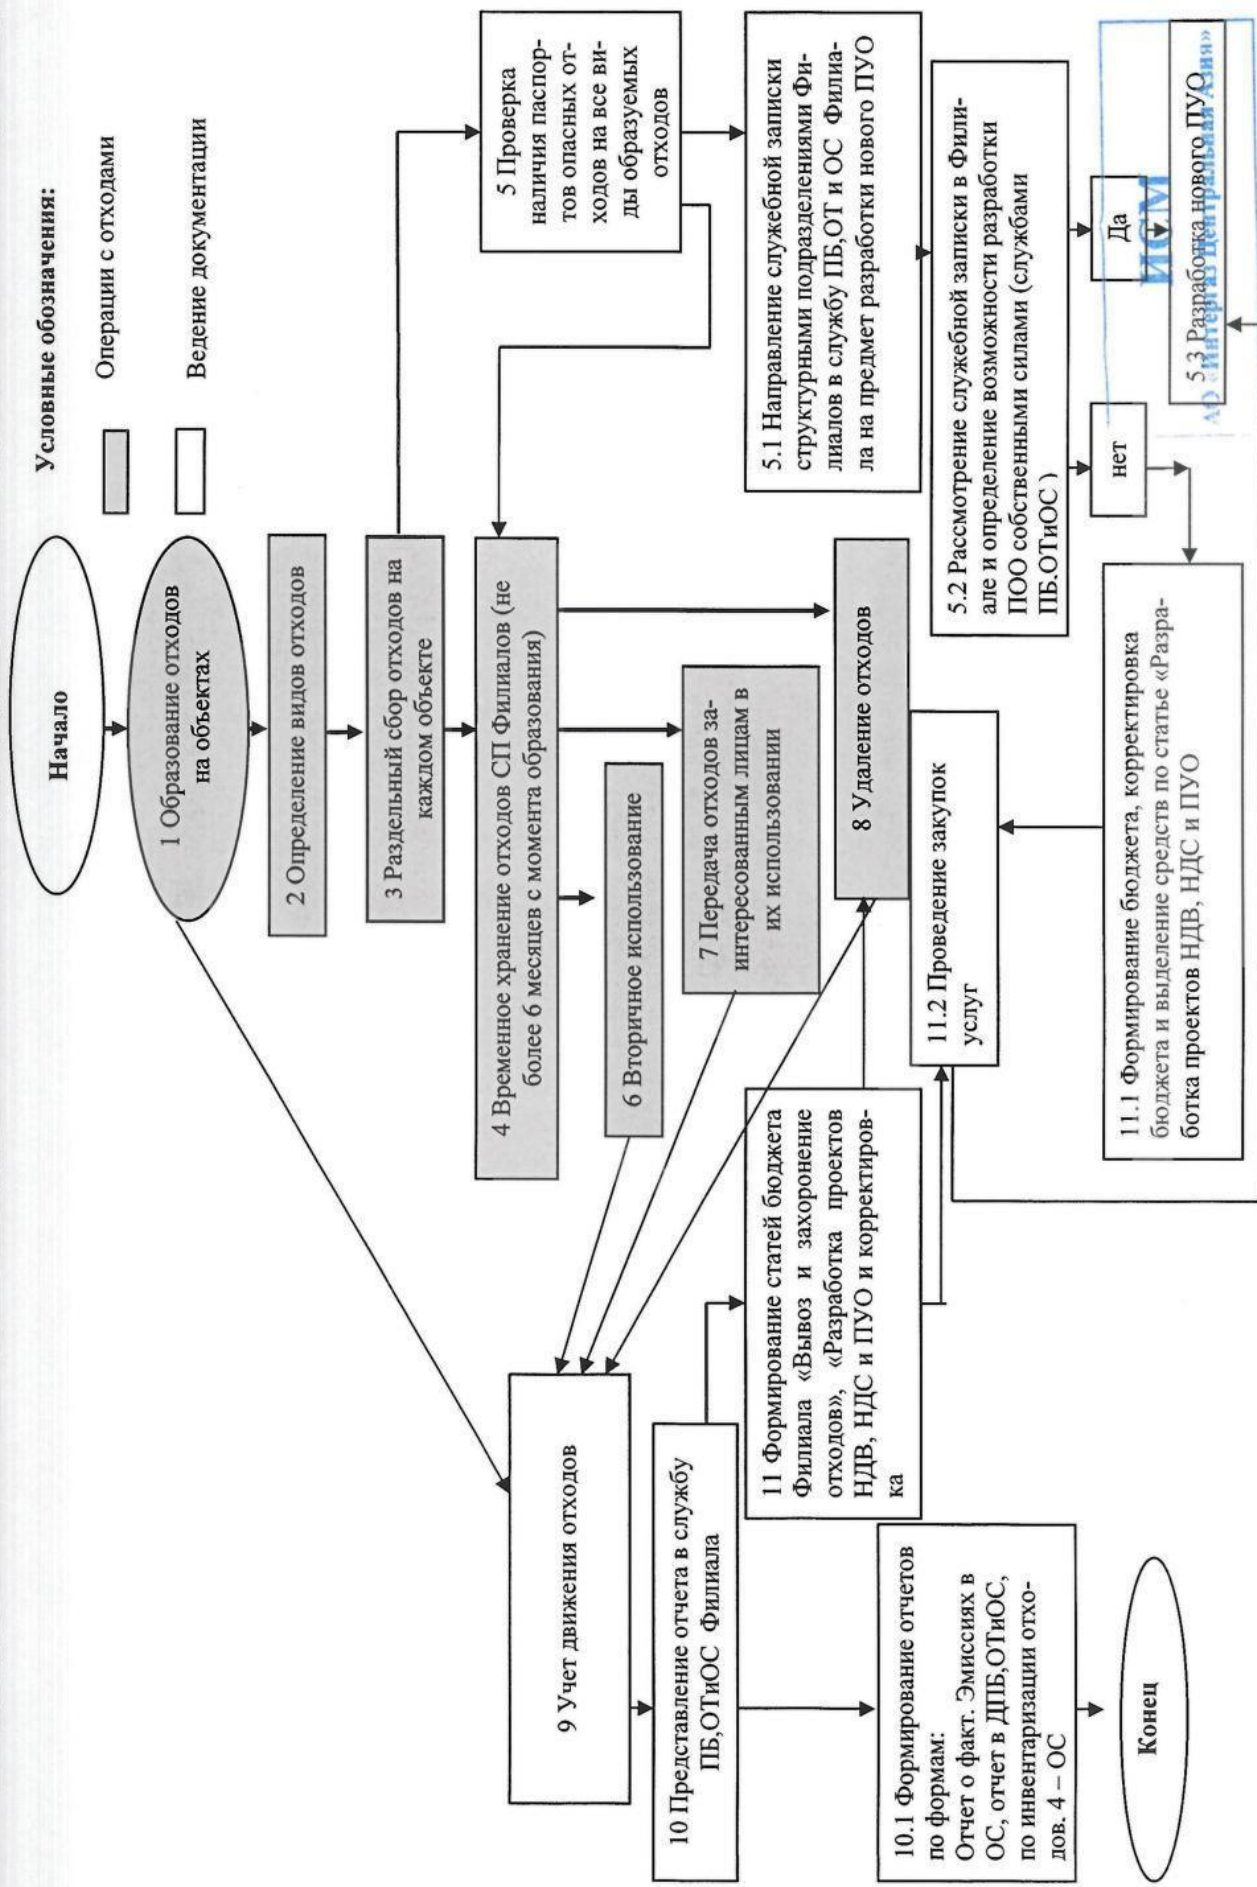 Условные обозначения:
Операции с отходами
Ведение документации
Начало
1 Образование отходов
на объектах
2 Определение видов отходов
3 Раздельный сбор отходов на
каждом объекте
4 Временное хранение отходов СП Филиалов (не
более 6 месяцев с момента образования)
5 Проверка
наличия паспор-
тов опасных от-
ходов на все ви-
ды образуемых
отходов
5.1 Направление служебной записки
структурными подразделениями Фи-
лиалов в службу ПБ,ОТ и ОС Филиа-
ла на предмет разработки нового ПУО
5.2 Рассмотрение служебной записки в Фили-
але и определение возможности разработки
ПОО собственными силами (службами
ПБ.ОТиОС )
Да
нет
5.3 Разработка нового ПУО
ИСМ
АО «Интергаз Центральная Азия»
6 Вторичное использование
7 Передача отходов за-
интересованным лицам в
их использовании
8 Удаление отходов
9 Учет движения отходов
10 Представление отчета в службу
ПБ,ОТиОС Филиала
10.1 Формирование отчетов
по формам:
Отчет о факт. Эмиссиях в
ОС, отчет в ДПБ,ОТиОС,
по инвентаризации отхо-
дов. 4 – ОС
11 Формирование статей бюджета
Филиала «Вывоз и захоронение
отходов», «Разработка проектов
НДВ, НДС и ПУО и корректиров-
ка
11.2 Проведение закупок
услуг
11.1 Формирование бюджета, корректировка
бюджета и выделение средств по статье «Разра-
ботка проектов НДВ, НДС и ПУО
Конец